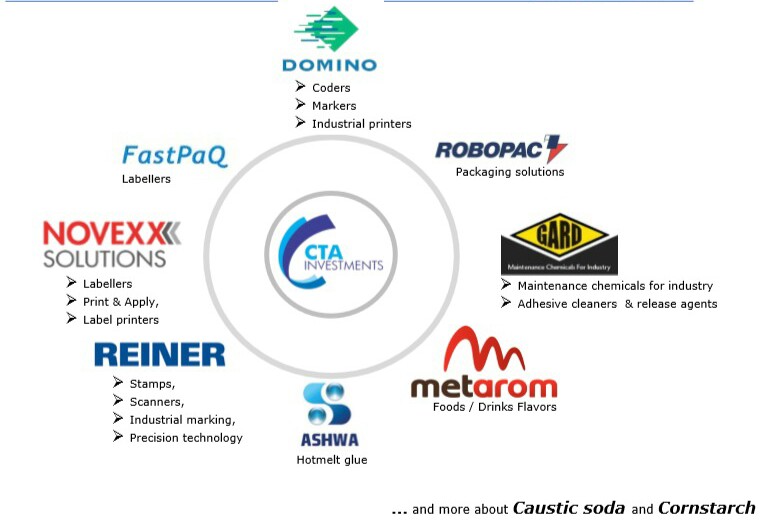 DOMINO
➢ Coders
➢ Markers
➢ Industrial printers
FastPaQ
Labellers
ROBOPAC
Packaging solutions
NOVEXX
SOLUTIONS
➢ Labellers
➢ Print & Apply,
➢ Label printers
CTA
INVESTMENTS
GARD
Maintenance Chemicals For Industry
➢ Maintenance chemicals for industry
➢ Adhesive cleaners & release agents
REINER
➢ Stamps,
➢ Scanners,
➢ Industrial marking,
➢ Precision technology
ASHWA
Hotmelt glue
metarom
Foods / Drinks Flavors
... and more about Caustic soda and Cornstarch